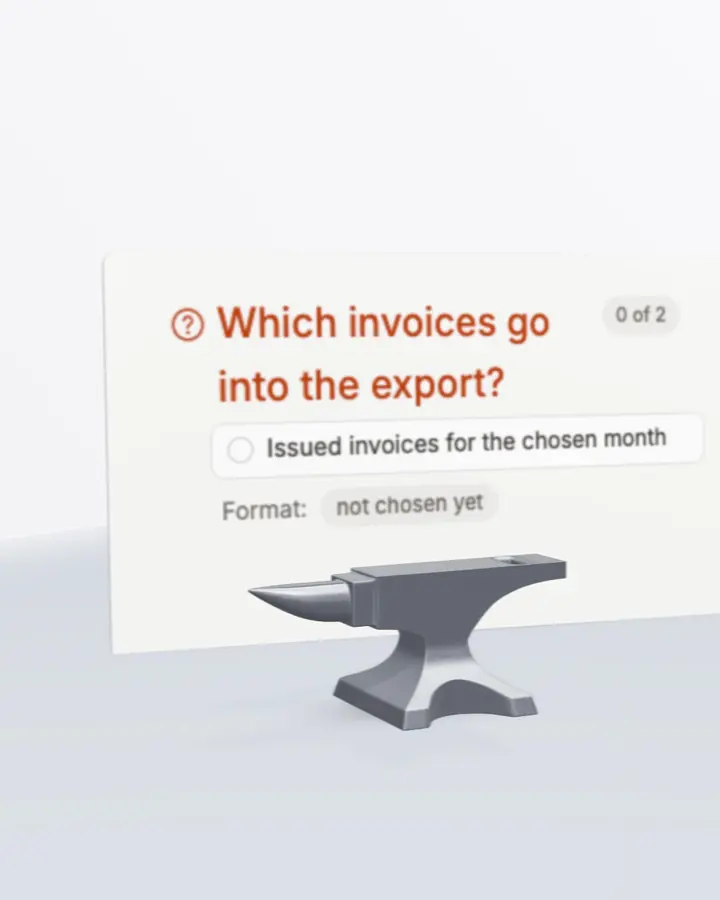 Which invoices go
into the export?
0 of 2
Issued invoices for the chosen month
Format: not chosen yet